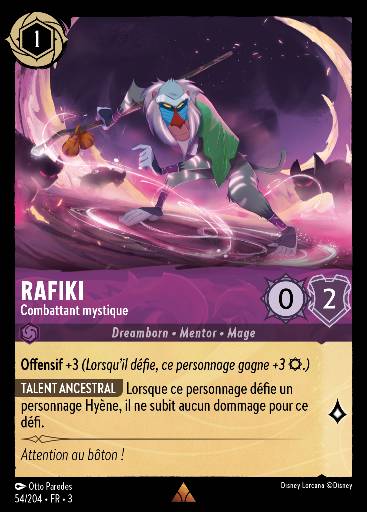 1
RAFIKI
Combattant mystique
0
2
Dreamborn • Mentor • Mage
Offensif +3 (Lorsqu'il défie, ce personnage gagne +3 .)
TALENT ANCESTRAL Lorsque ce personnage défie un
personnage Hyène, il ne subit aucun dommage pour ce
défi.
Attention au bâton !
Otto Paredes
Disney Lorcana ©Disney
54/204 • FR • 3